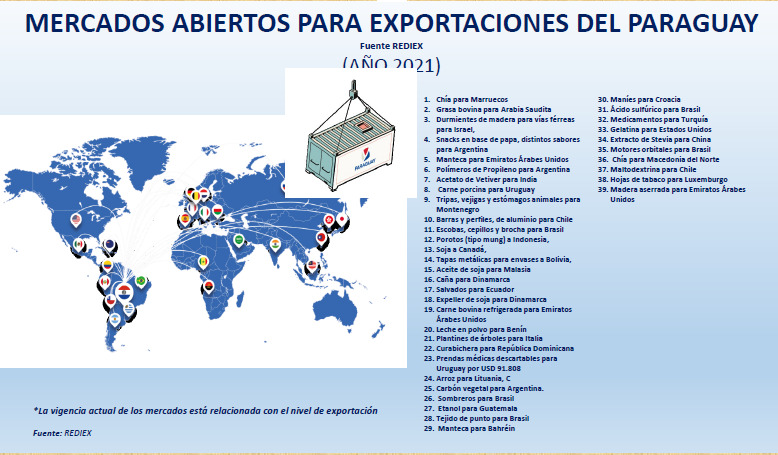 MERCADOS ABIERTOS PARA EXPORTACIONES DEL PARAGUAY
Fuente REDIEX
(AÑO 2021)
PARAGUAY
1. Chía para Marruecos
2. Grasa bovina para Arabia Saudita
3. Durmientes de madera para vías férreas
para Israel,
4. Snacks en base de papa, distintos sabores
para Argentina
5. Manteca para Emiratos Árabes Unidos
6. Polímeros de Propileno para Argentina
7. Acetato de Vetiver para India
8. Carne porcina para Uruguay
9. Tripas, vejigas y estómagos animales para
Montenegro
10. Barras y perfiles, de aluminio para Chile
11. Escobas, cepillos y brocha para Brasil
12. Porotos [tipo mung] a Indonesia,
13. Soja a Canadá,
14. Tapas metálicas para envases a Bolivia,
15. Aceite de soja para Malasia
16. Caña para Dinamarca
17. Salvados para Ecuador
18. Expeller de soja para Dinamarca
19. Carne bovina refrigerada para Emiratos
Árabes Unidos
20. Leche en polvo para Benín
21. Plantines de árboles para Italia
22. Curabichera para República Dominicana
23. Prendas médicas descartables para
Uruguay por USD 91.808
24. Arroz para Lituania, C
25. Carbón vegetal para Argentina.
26. Sombreros para Brasil
27. Etanol para Guatemala
28. Tejido de punto para Brasil
29. Manteca para Bahréin
30. Maníes para Croacia
31. Ácido sulfúrico para Brasil
32. Medicamentos para Turquía
33. Gelatina para Estados Unidos
34. Extracto de Stevia para China
35. Motores orbitales para Brasil
36. Chía para Macedonia del Norte
37. Maltodextrina para Chile
38. Hojas de tabaco para Luxemburgo
39. Madera aserrada para Emiratos Árabes
Unidos
*La vigencia actual de los mercados está relacionada con el nivel de exportación
Fuente: REDIEX